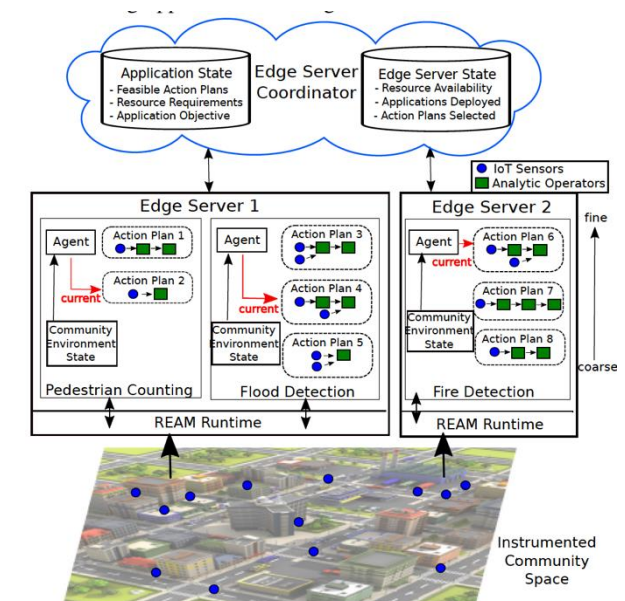 Application State
- Feasible Action Plans
- Resource Requirements
- Application Objective
Edge Server
Coordinator
Edge Server State
- Resource Availability
- Applications Deployed
- Action Plans Selected
IoT Sensors
Analytic Operators
Edge Server 1
Agent
current
Community
Environment
State
Action Plan 1
Action Plan 2
Pedestrian Counting
Agent
current
Community
Environment
State
Action Plan 3
Action Plan 4
Action Plan 5
Flood Detection
REAM Runtime
Edge Server 2
Agent
current
Community
Environment
State
Action Plan 6
Action Plan 7
Action Plan 8
Fire Detection
REAM Runtime
fine
coarse
Instrumented
Community
Space